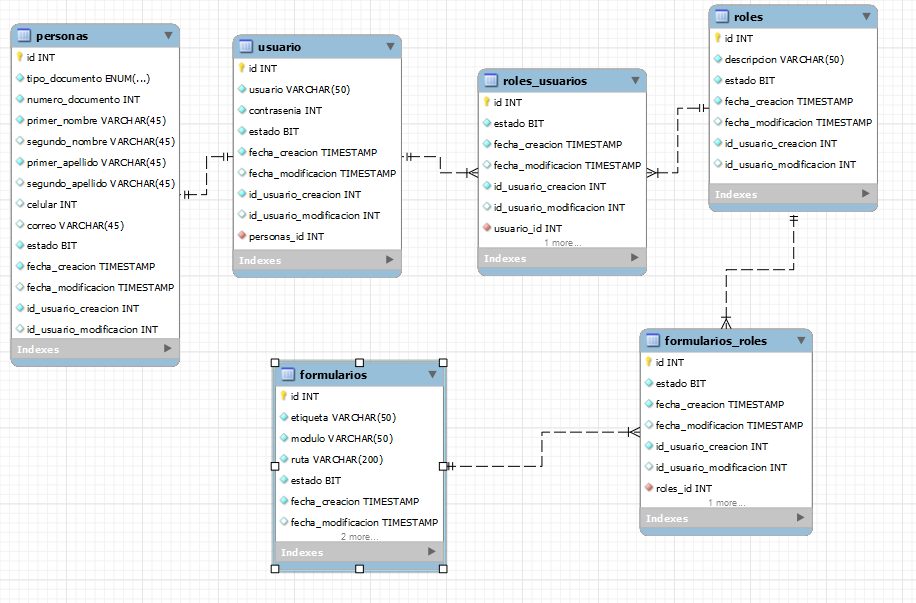 personas
id INT
tipo_documento ENUM(...)
numero_documento INT
primer_nombre VARCHAR(45)
segundo_nombre VARCHAR(45)
primer_apellido VARCHAR(45)
segundo_apellido VARCHAR(45)
celular INT
correo VARCHAR(45)
estado BIT
fecha_creacion TIMESTAMP
fecha_modificacion TIMESTAMP
id_usuario_creacion INT
id_usuario_modificacion INT
Indexes
usuario
id INT
usuario VARCHAR(50)
contrasenia INT
estado BIT
fecha_creacion TIMESTAMP
fecha_modificacion TIMESTAMP
id_usuario_creacion INT
id_usuario_modificacion INT
personas_id INT
Indexes
roles_usuarios
id INT
estado BIT
fecha_creacion TIMESTAMP
fecha_modificacion TIMESTAMP
id_usuario_creacion INT
id_usuario_modificacion INT
usuario_id INT
1 more...
Indexes
roles
id INT
descripcion VARCHAR(50)
estado BIT
fecha_creacion TIMESTAMP
fecha_modificacion TIMESTAMP
id_usuario_creacion INT
id_usuario_modificacion INT
Indexes
formularios
id INT
etiqueta VARCHAR(50)
modulo VARCHAR(50)
ruta VARCHAR(200)
estado BIT
fecha_creacion TIMESTAMP
fecha_modificacion TIMESTAMP
2 more...
Indexes
formularios_roles
id INT
estado BIT
fecha_creacion TIMESTAMP
fecha_modificacion TIMESTAMP
id_usuario_creacion INT
id_usuario_modificacion INT
roles_id INT
1 more...
Indexes